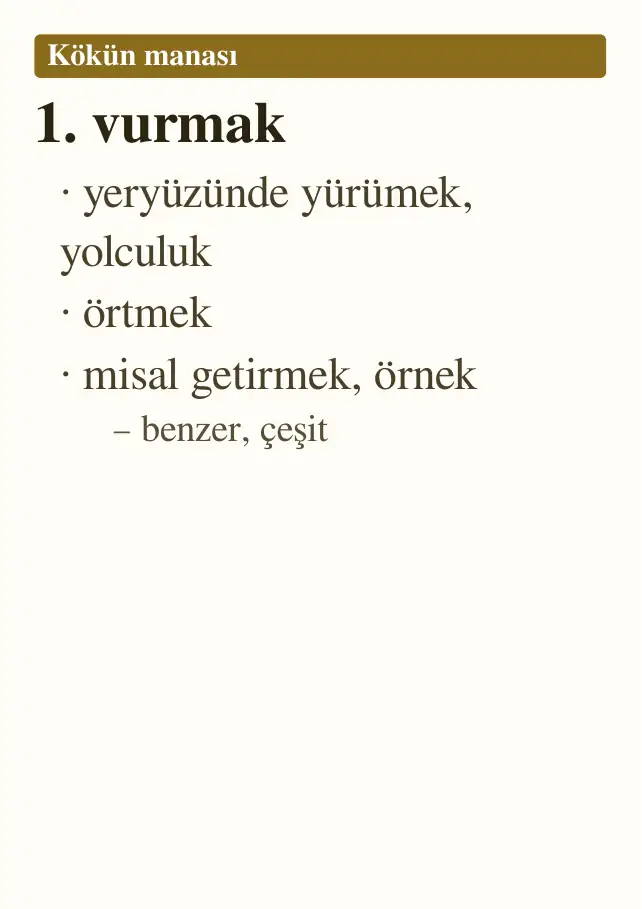 Kökün manası
1. vurmak
· yeryüzünde yürümek,
yolculuk
· örtmek
· misal getirmek, örnek
– benzer, çeşit